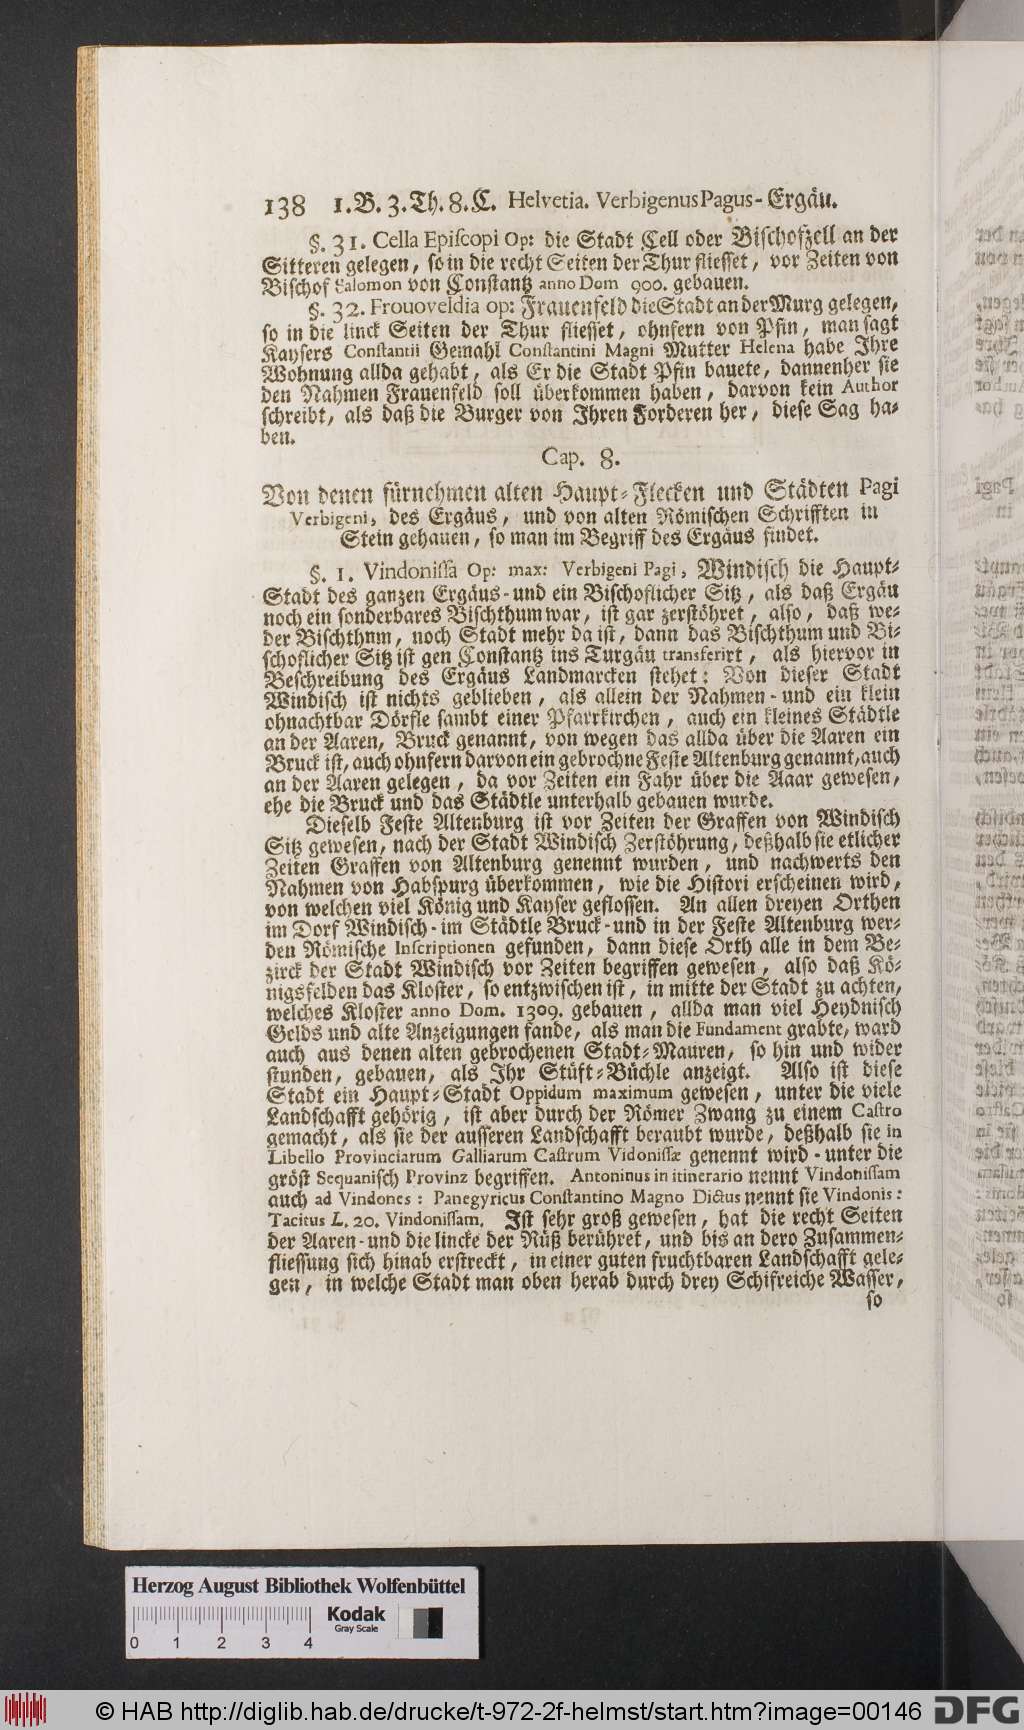 138 1. B. 3. Th. 8. C. Helvetia. Verbigenus Pagus-Ergäu.
§. 31. Cella Epiſcopi Op: die Stadt Cell oder Biſchofzell an der
Sitteren gelegen, ſo in die recht Seiten der Thur flieſſet, vor Zeiten von
Biſchof Salomon von Conſtantz anno Dom 900. gebauen.
§. 32. Frouoveldia op: Frauenfeld die Stadt an der Murg gelegen,
ſo in die linck Seiten der Thur flieſſet, ohnfern von Pfin, man ſagt
Kayſers Conſtantii Gemahl Conſtantini Magni Mutter Helena habe Ihre
Wohnung allda gehabt, als Er die Stadt Pfin bauete, dannenher ſie
den Nahmen Frauenfeld ſoll überkommen haben, darvon kein Author
ſchreibt, als daß die Burger von Ihren Forderen her, dieſe Sag ha-
ben.
Cap. 8.
Von denen fürnehmen alten Haupt-Flecken und Städten Pagi
Verbigeni, des Ergäus, und von alten Römiſchen Schrifften in
Stein gehauen, ſo man im Begriff des Ergäus findet.
§. 1. Vindoniſſa Op: max: Verbigeni Pagi, Windiſch die Haupt-
Stadt des ganzen Ergäus-und ein Biſchoflicher Sitz, als daß Ergäu
noch ein ſonderbares Biſchthum war, iſt gar zerſtöhret, alſo, daß we-
der Biſchthnm, noch Stadt mehr da iſt, dann das Biſchthum und Bi-
ſchoflicher Sitz iſt gen Conſtantz ins Turgäu transferirt, als hiervor in
Beſchreibung des Ergäus Landmarcken ſtehet: Von dieſer Stadt
Windiſch iſt nichts geblieben, als allein der Nahmen-und ein klein
ohnachtbar Dörfle ſambt einer Pfarrkirchen, auch ein kleines Städtle
an der Aaren, Bruck genannt, von wegen das allda über die Aaren ein
Bruck iſt, auch ohnfern darvon ein gebrochne Feſte Altenburg genannt, auch
an der Aaren gelegen, da vor Zeiten ein Fahr über die Aaar geweſen,
ehe die Bruck und das Städtle unterhalb gebauen wurde.
Dieſelb Feſte Altenburg iſt vor Zeiten der Graffen von Windiſch
Sitz geweſen, nach der Stadt Windiſch Zerſtöhrung, deßhalb ſie etlicher
Zeiten Graffen von Altenburg genennt wurden, und nachwerts den
Nahmen von Habſpurg überkommen, wie die Hiſtori erſcheinen wird,
von welchen viel König und Kayſer gefloſſen. An allen dreyen Orthen
im Dorf Windiſch-im Städtle Bruck-und in der Feſte Altenburg wer-
den Römiſche Inſcriptionen gefunden, dann dieſe Orth alle in dem Be-
zirck der Stadt Windiſch vor Zeiten begriffen geweſen, alſo daß Kö-
nigsfelden das Kloſter, ſo entzwiſchen iſt, in mitte der Stadt zu achten,
welches Kloſter anno Dom. 1309. gebauen, allda man viel Heydniſch
Gelds und alte Anzeigungen fande, als man die Fundament grabte, ward
auch aus denen alten gebrochenen Stadt-Mauren, ſo hin und wider
ſtunden, gebauen, als Ihr Stüft-Büchle anzeigt. Alſo iſt dieſe
Stadt ein Haupt-Stadt Oppidum maximum geweſen, unter die viele
Landſchafft gehörig, iſt aber durch der Römer Zwang zu einem Caſtro
gemacht, als ſie der auſſeren Landſchafft beraubt wurde, deßhalb ſie in
Libello Provinciarum Galliarum Caſtrum Vidoniſſæ genennt wird-unter die
gröſt Sequaniſch Provinz begriffen. Antoninus in itinerario nennt Vindoniſſam
auch ad Vindones: Panegyricus Conſtantino Magno Dictus nennt ſie Vindonis:
Tacitus L. 20. Vindoniſſam. Iſt ſehr groß geweſen, hat die recht Seiten
der Aaren-und die lincke der Rüß berühret, und bis an dero Zuſammen-
flieſſung ſich hinab erſtreckt, in einer guten fruchtbaren Landſchafft gele-
gen, in welche Stadt man oben herab durch drey Schifreiche Waſſer,
ſo
Herzog August Bibliothek Wolfenbüttel
0 1 2 3 4
Kodak
Gray Scale
© HAB http://diglib.hab.de/drucke/t-972-2f-helmst/start.htm?image=00146
DFG